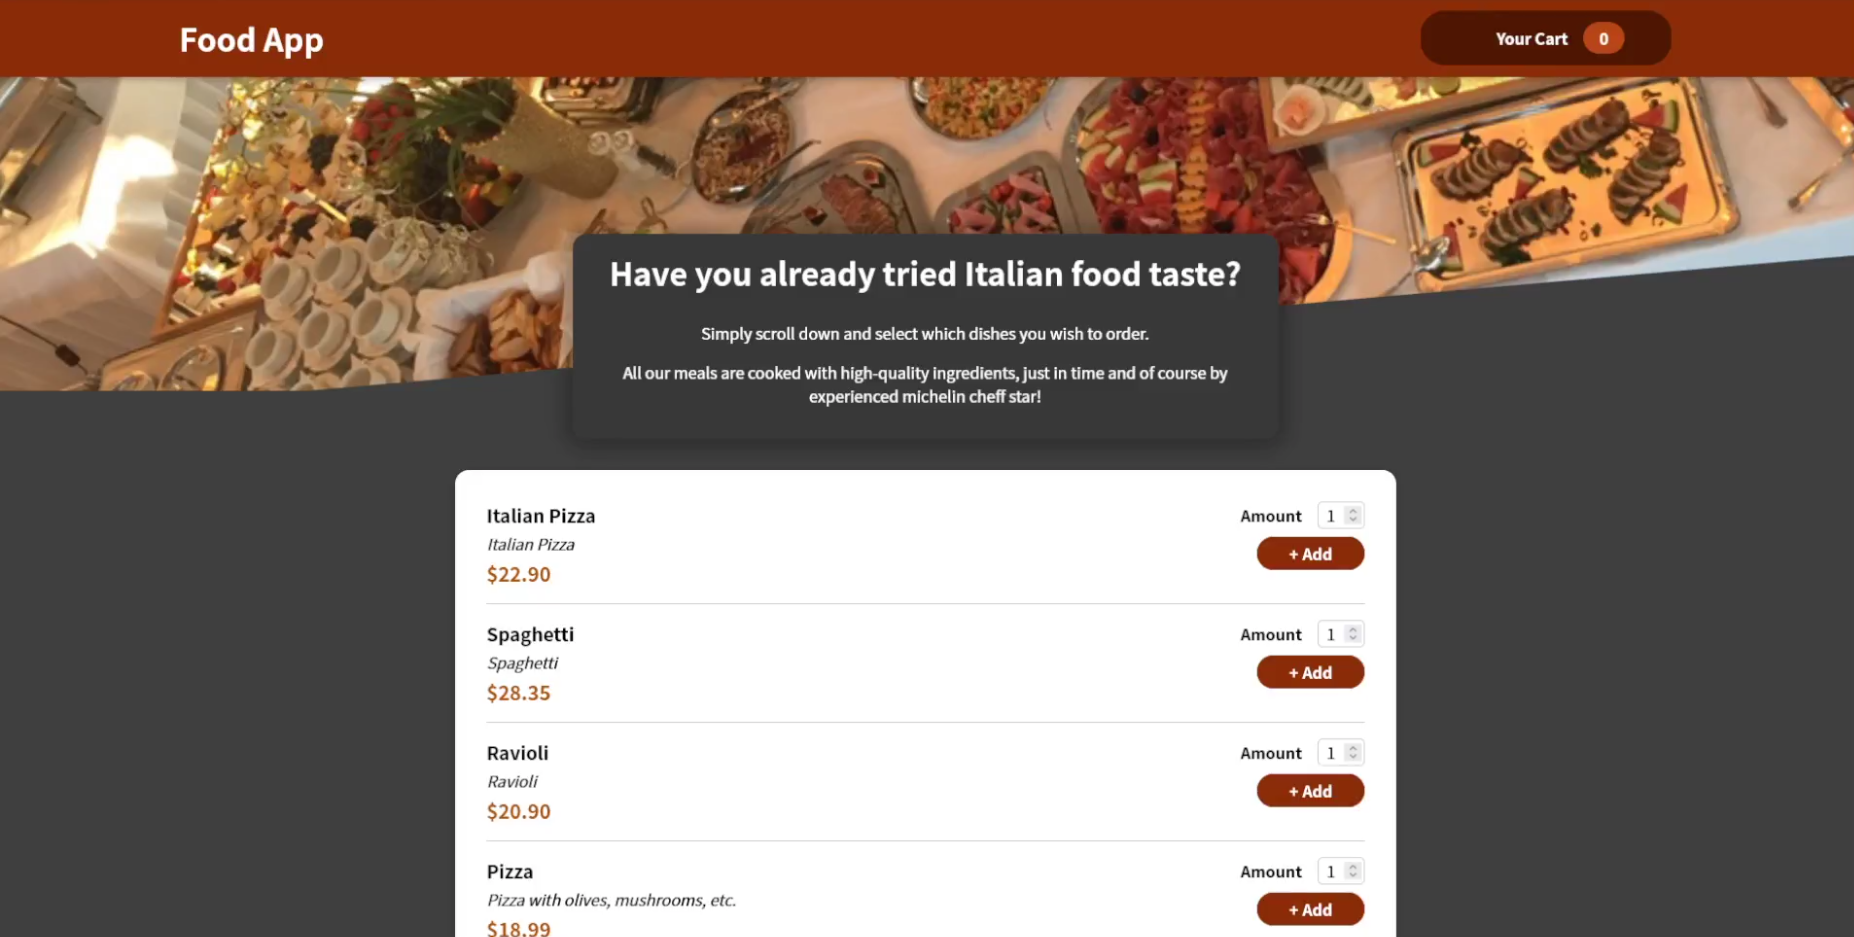 Food App
Your Cart 0
Have you already tried Italian food taste?
Simply scroll down and select which dishes you wish to order.
All our meals are cooked with high-quality ingredients, just in time and of course by
experienced michelin cheff star!
Italian Pizza
Amount 1
Italian Pizza
+ Add
$22.90
Spaghetti
Amount 1
Spaghetti
+ Add
$28.35
Ravioli
Amount 1
Ravioli
+ Add
$20.90
Pizza
Amount 1
Pizza with olives, mushrooms, etc.
+ Add
$18.99